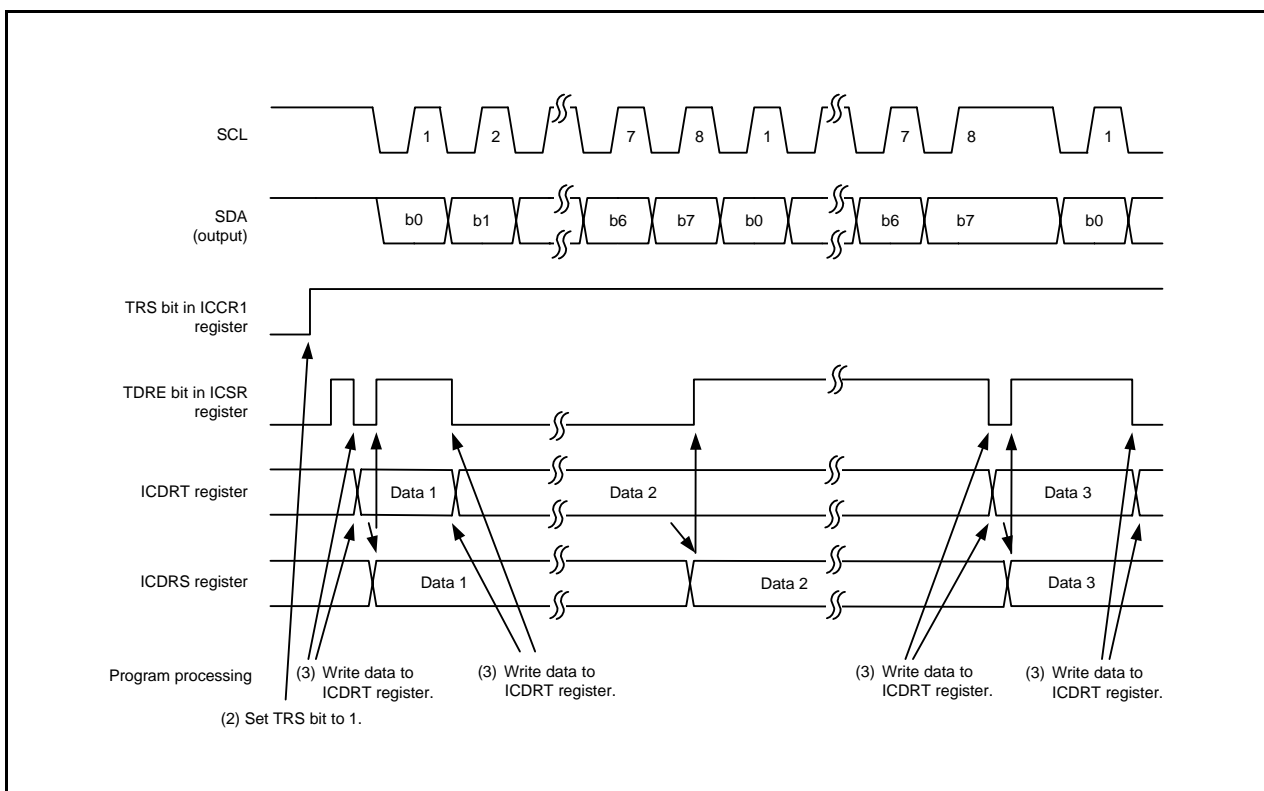 SCL
1 2 7 8 1 7 8 1
SDA
(output)
b0 b1 b6 b7 b0 b6 b7 b0
TRS bit in ICCR1
register
TDRE bit in ICSR
register
ICDRT register
Data 1 Data 2 Data 3
ICDRS register
Data 1 Data 2 Data 3
Program processing
(3) Write data to
ICDRT register.
(3) Write data to
ICDRT register.
(3) Write data to
ICDRT register.
(3) Write data to
ICDRT register.
(2) Set TRS bit to 1.